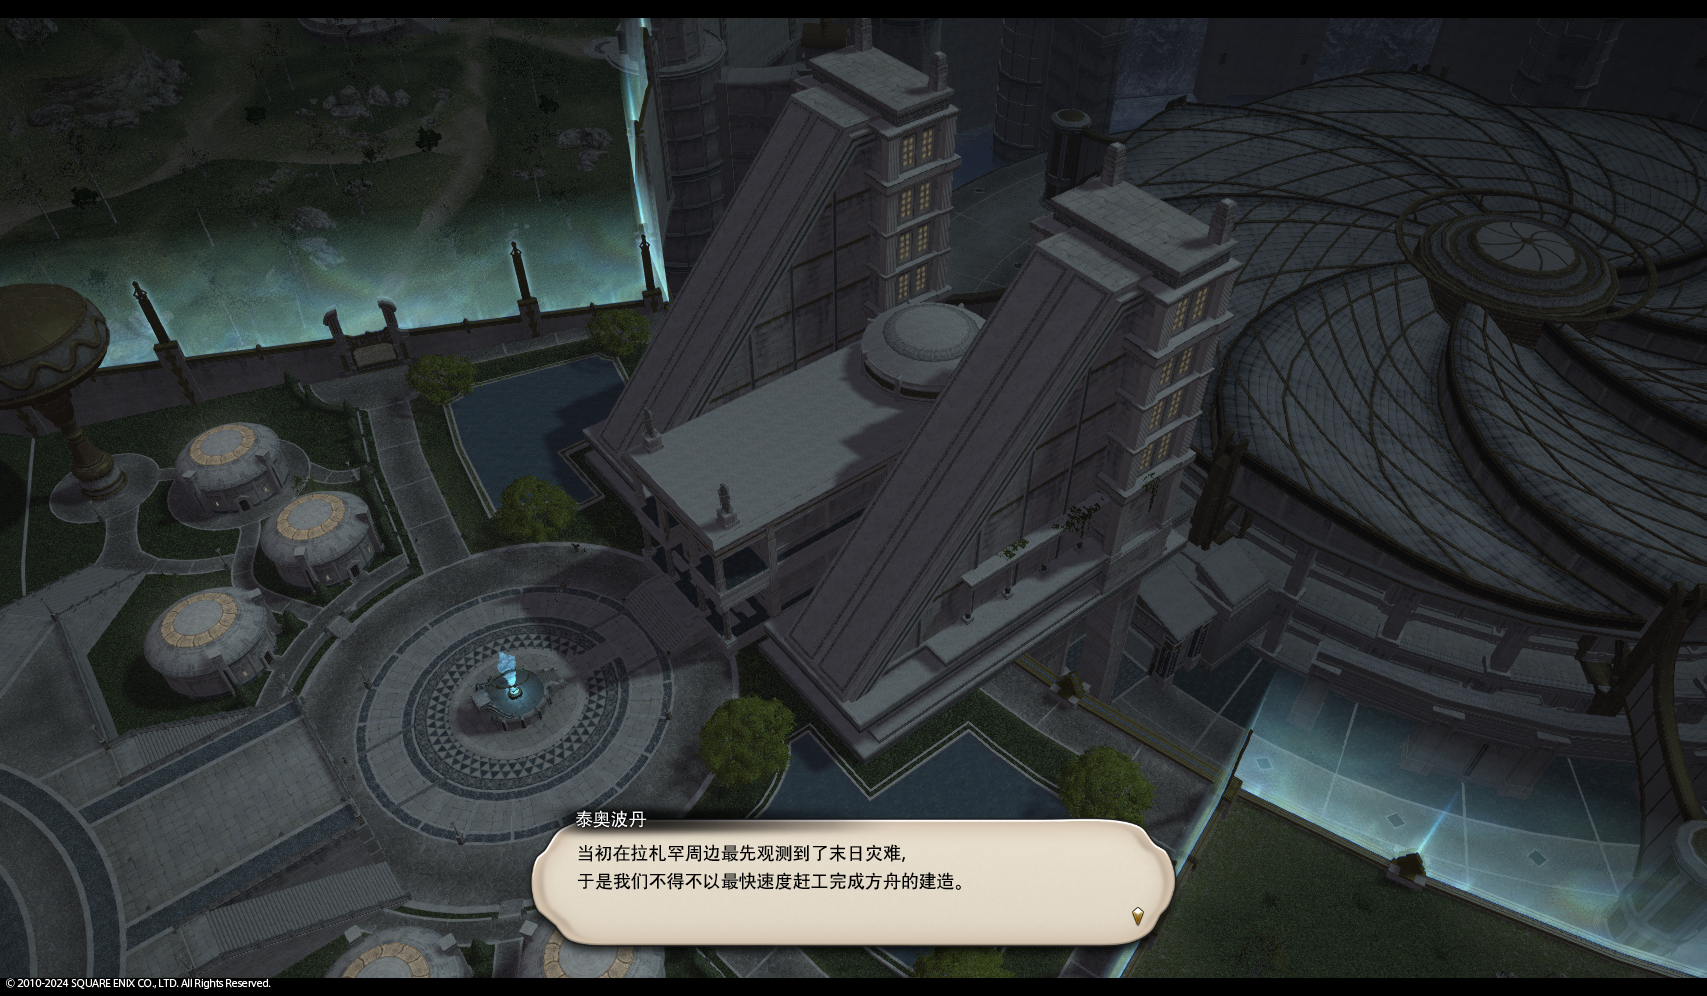 泰奥波丹
当初在拉札罕周边最先观测到了末日灾难,
于是我们不得不以最快速度赶工完成方舟的建造。
© 2010-2024 SQUARE ENIX CO., LTD. All Rights Reserved.